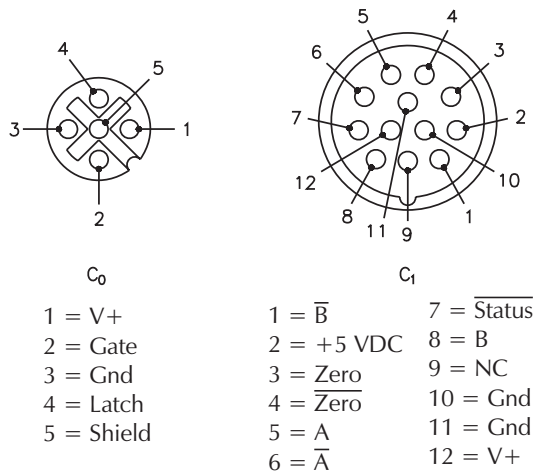 4
5
3
1
2
C₀
1 = V+
2 = Gate
3 = Gnd
4 = Latch
5 = Shield
5
4
6
3
7
2
12
10
8
11
9
1
C₁
1 = B̅
2 = +5 VDC
3 = Zero
4 = Z̅e̅r̅o̅
5 = A
6 = A̅
7 = S̅t̅a̅t̅u̅s̅
8 = B
9 = NC
10 = Gnd
11 = Gnd
12 = V+